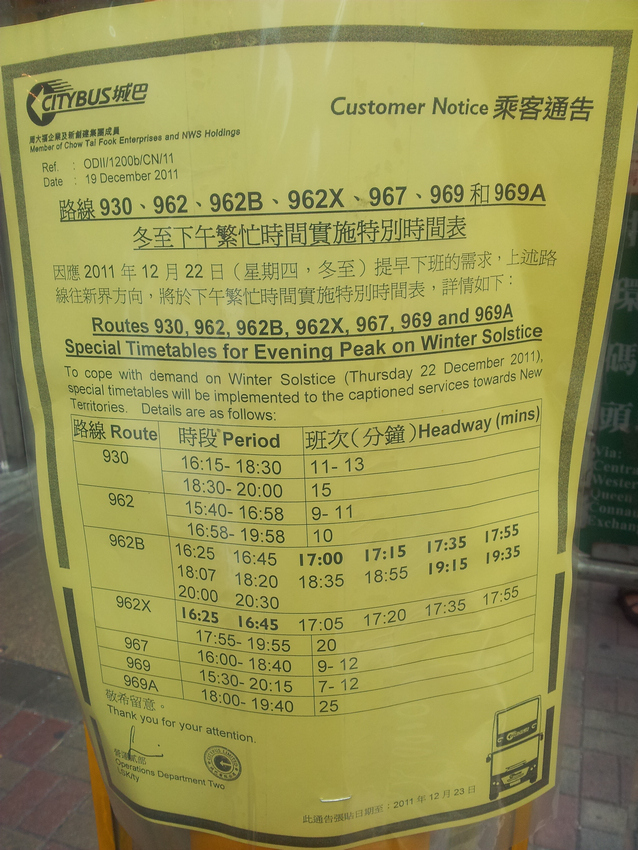 CITYBUS 城巴
周大福企業及新創建集團成員
Member of Chow Tai Fook Enterprises and NWS Holdings
Customer Notice 乘客通告
Ref. : ODII/1200b/CN/11
Date : 19 December 2011
路線 930、962、962B、962X、967、969 和 969A
冬至下午繁忙時間實施特別時間表
因應 2011 年 12 月 22 日（星期四，冬至）提早下班的需求，上述路
線往新界方向，將於下午繁忙時間實施特別時間表，詳情如下：
Routes 930, 962, 962B, 962X, 967, 969 and 969A
Special Timetables for Evening Peak on Winter Solstice
To cope with demand on Winter Solstice (Thursday 22 December 2011),
special timetables will be implemented to the captioned services towards New
Territories. Details are as follows:
路線 Route 時段 Period 班次（分鐘）Headway (mins)
930 16:15- 18:30 11- 13
18:30- 20:00 15
962 15:40- 16:58 9- 11
16:58- 19:58 10
962B 16:25 16:45 17:00 17:15 17:35 17:55
18:07 18:20 18:35 18:55 19:15 19:35
20:00 20:30
962X 16:25 16:45 17:05 17:20 17:35 17:55
17:55- 19:55 20
967 16:00- 18:40 9- 12
969 15:30- 20:15 7- 12
969A 18:00- 19:40 25
敬希留意。
Thank you for your attention.
Operations Department Two
此通告張貼日期至：2011 年 12 月 23 日
環
碼
頭
Via:
Centr
Wester
Queen
Connau
Exchan